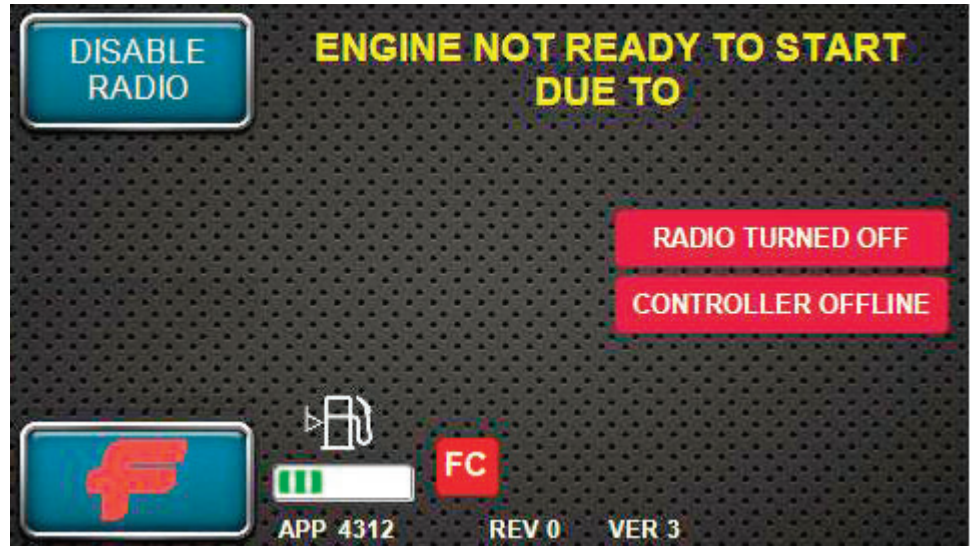 DISABLE
RADIO
ENGINE NOT READY TO START
DUE TO
RADIO TURNED OFF
CONTROLLER OFFLINE
FC
APP 4312 REV 0 VER 3